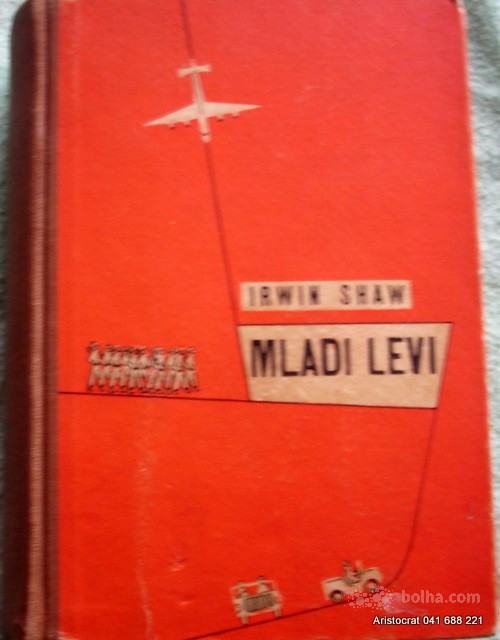 IRWIN SHAW
MLADI LEVI
bolha.com
Aristocrat 041 688 221